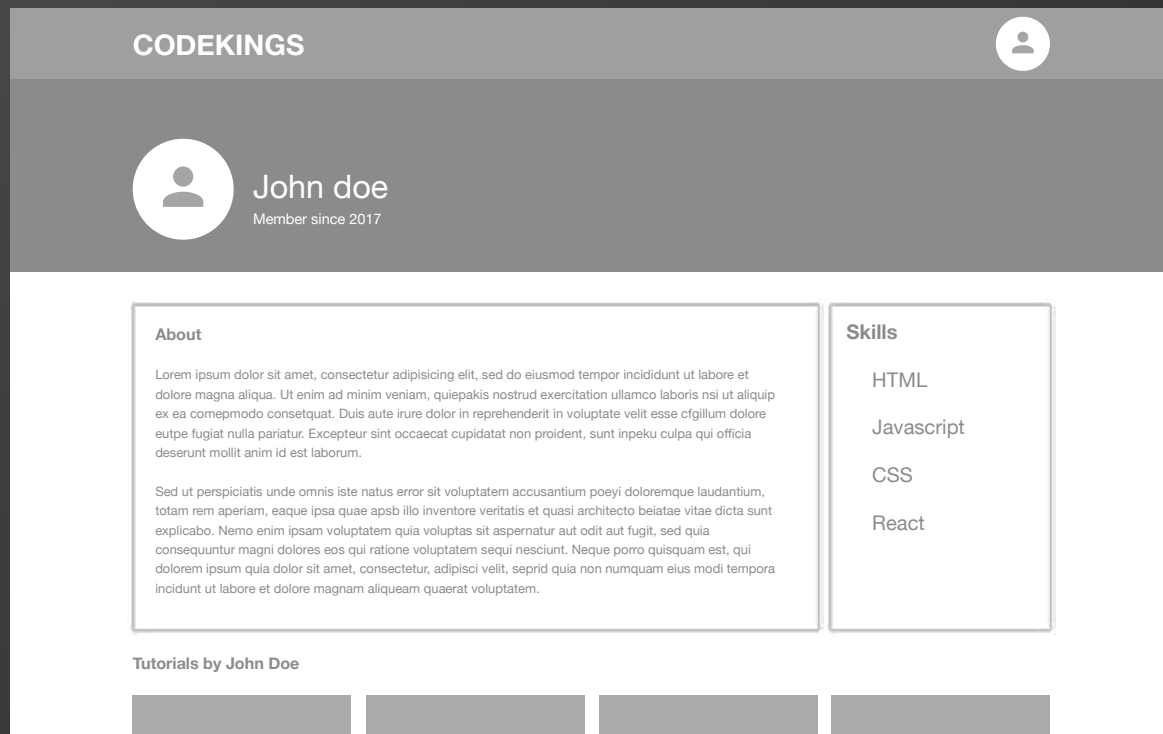 CODEKINGS
John doe
Member since 2017
About
Lorem ipsum dolor sit amet, consectetur adipisicing elit, sed do eiusmod tempor incididunt ut labore et
dolore magna aliqua. Ut enim ad minim veniam, quiepakis nostrud exercitation ullamco laboris nsi ut aliquip
ex ea comepmodo consetquat. Duis aute irure dolor in reprehenderit in voluptate velit esse cfgillum dolore
eutpe fugiat nulla pariatur. Excepteur sint occaecat cupidatat non proident, sunt inpeku culpa qui officia
deserunt mollit anim id est laborum.
Sed ut perspiciatis unde omnis iste natus error sit voluptatem accusantium poeyi doloremque laudantium,
totam rem aperiam, eaque ipsa quae apsb illo inventore veritatis et quasi architecto beiatae vitae dicta sunt
explicabo. Nemo enim ipsam voluptatem quia voluptas sit aspernatur aut odit aut fugit, sed quia
consequuntur magni dolores eos qui ratione voluptatem sequi nesciunt. Neque porro quisquam est, qui
dolorem ipsum quia dolor sit amet, consectetur, adipisci velit, seprid quia non numquam eius modi tempora
incidunt ut labore et dolore magnam aliqueam quaerat voluptatem.
Skills
HTML
Javascript
CSS
React
Tutorials by John Doe